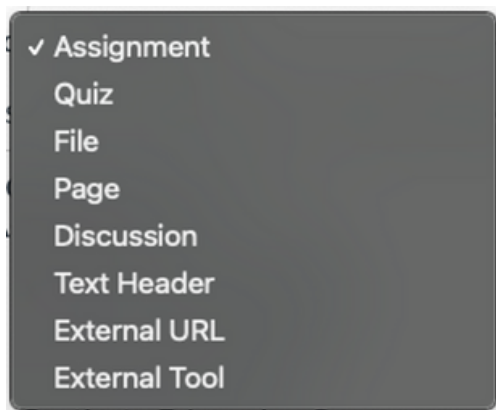 ✓ Assignment
Quiz
File
Page
Discussion
Text Header
External URL
External Tool